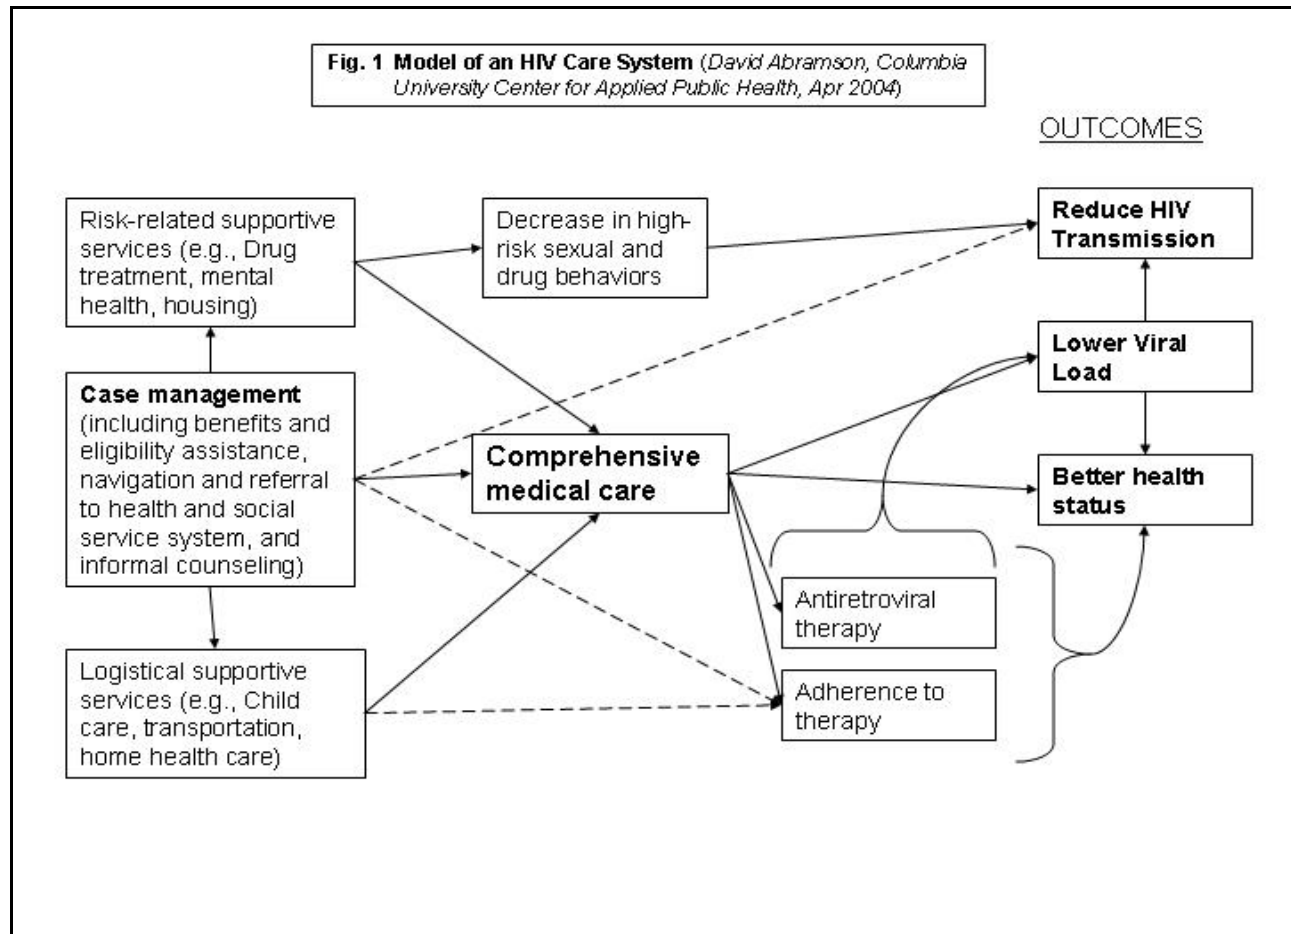 Fig. 1 Model of an HIV Care System (David Abramson, Columbia
University Center for Applied Public Health, Apr 2004)
OUTCOMES
Risk-related supportive
services (e.g., Drug
treatment, mental
health, housing)
Decrease in high-
risk sexual and
drug behaviors
Reduce HIV
Transmission
Case management
(including benefits and
eligibility assistance,
navigation and referral
to health and social
service system, and
informal counseling)
Comprehensive
medical care
Lower Viral
Load
Better health
status
Antiretroviral
therapy
Logistical supportive
services (e.g., Child
care, transportation,
home health care)
Adherence to
therapy